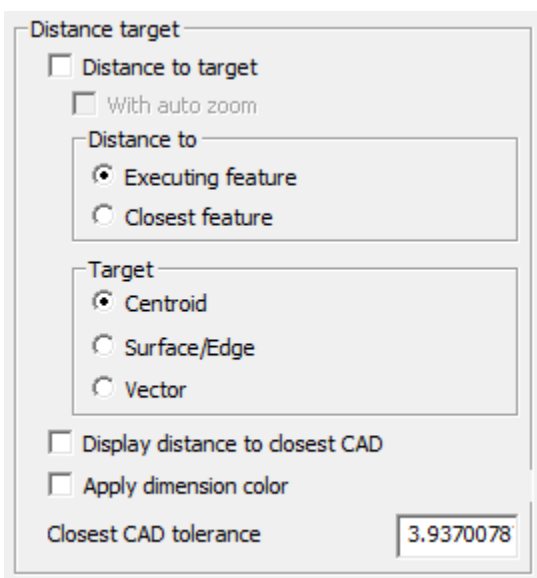 Distance target
Distance to target
With auto zoom
Distance to
Executing feature
Closest feature
Target
Centroid
Surface/Edge
Vector
Display distance to closest CAD
Apply dimension color
Closest CAD tolerance 3.9370078